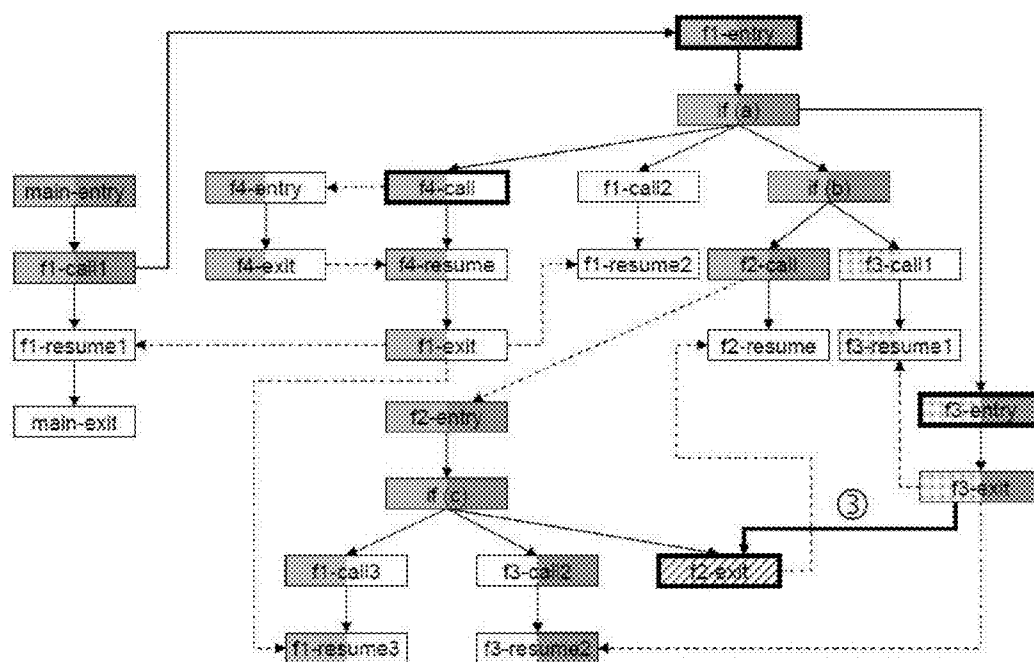 f1-entry
if (a)
main-entry
f4-entry
f4-call
f1-call2
if (b)
f1-call1
f4-exit
f4-resume
f1-resume2
f2-call
f3-call1
f1-resume1
f1-exit
f2-resume
f3-resume1
main-exit
f2-entry
f3-entry
if (c)
f3-exit
③
f1-call3
f3-call2
f2-exit
f1-resume3
f3-resume2